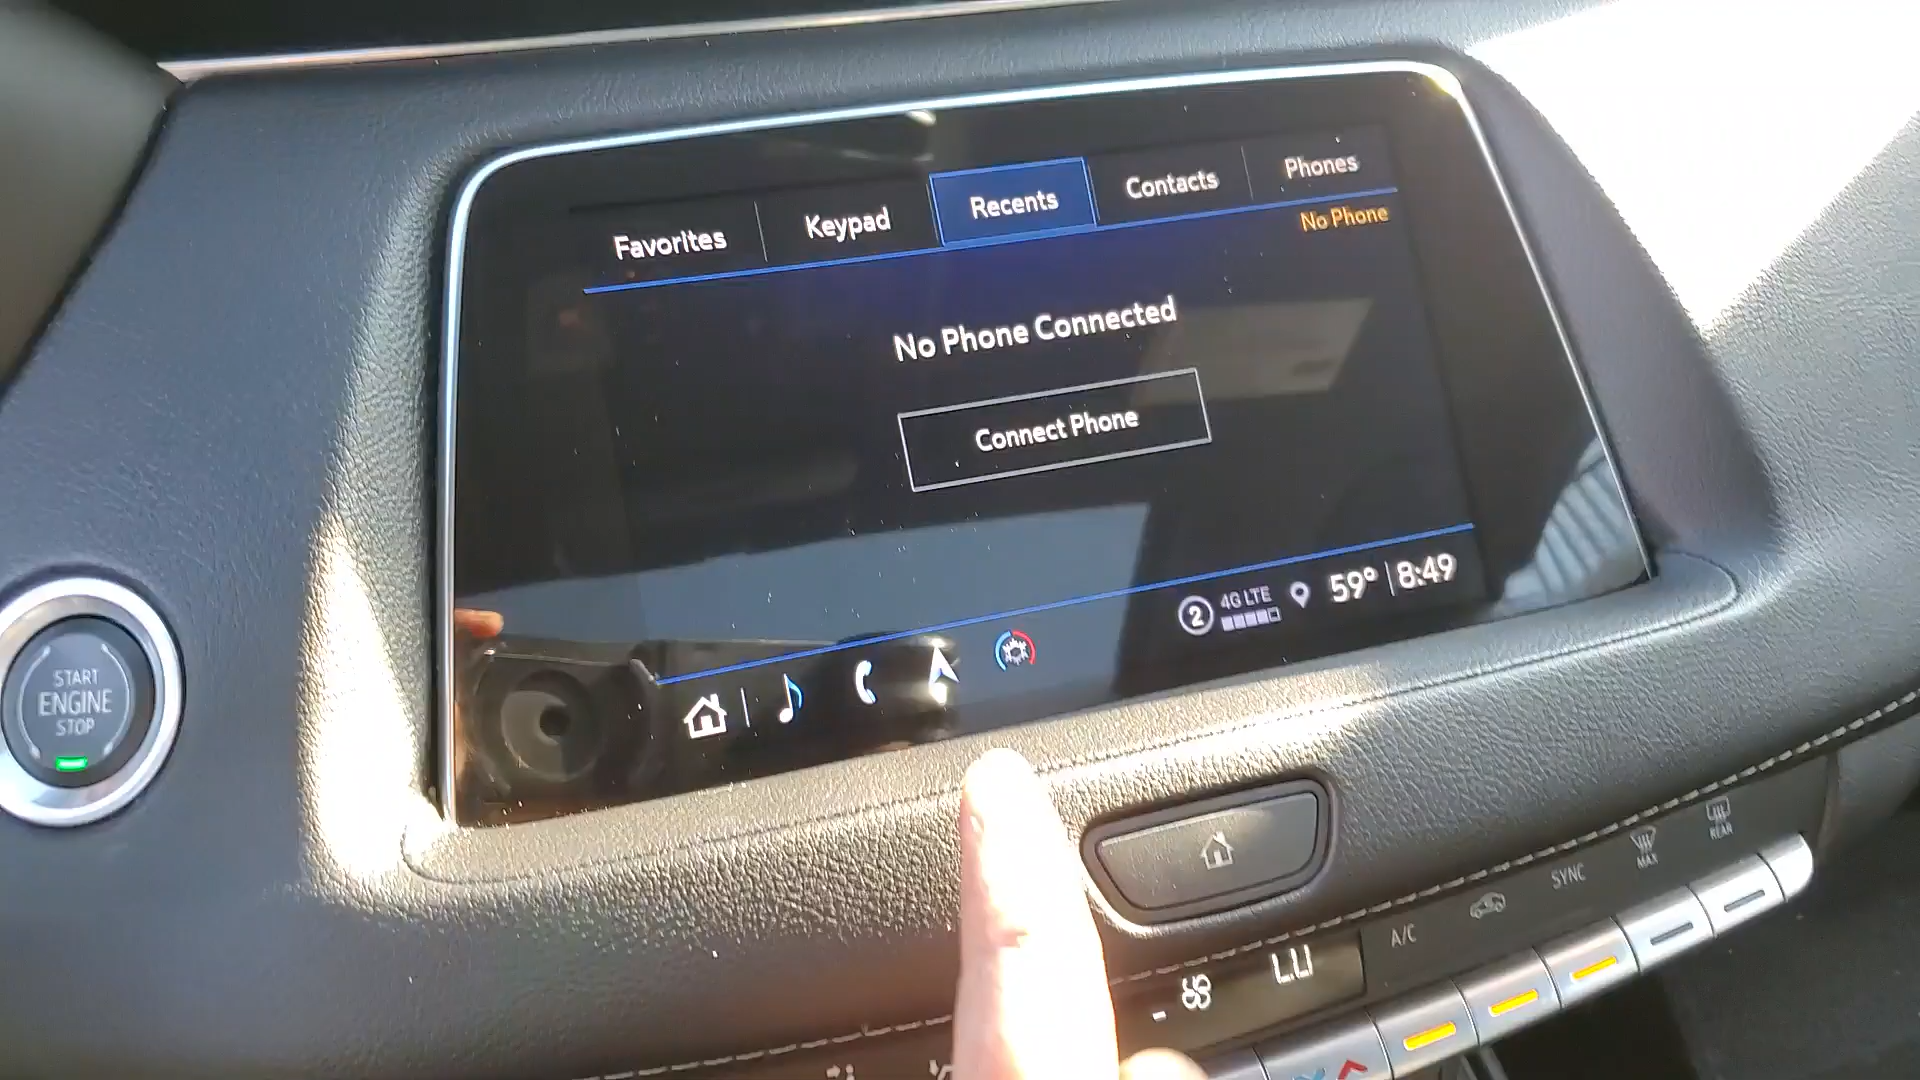 Favorites
Keypad
Recents
Contacts
Phones
No Phone
No Phone Connected
Connect Phone
2
4G LTE
59°
8:49
START
ENGINE
STOP
A/C
SYNC
MAX
REAR